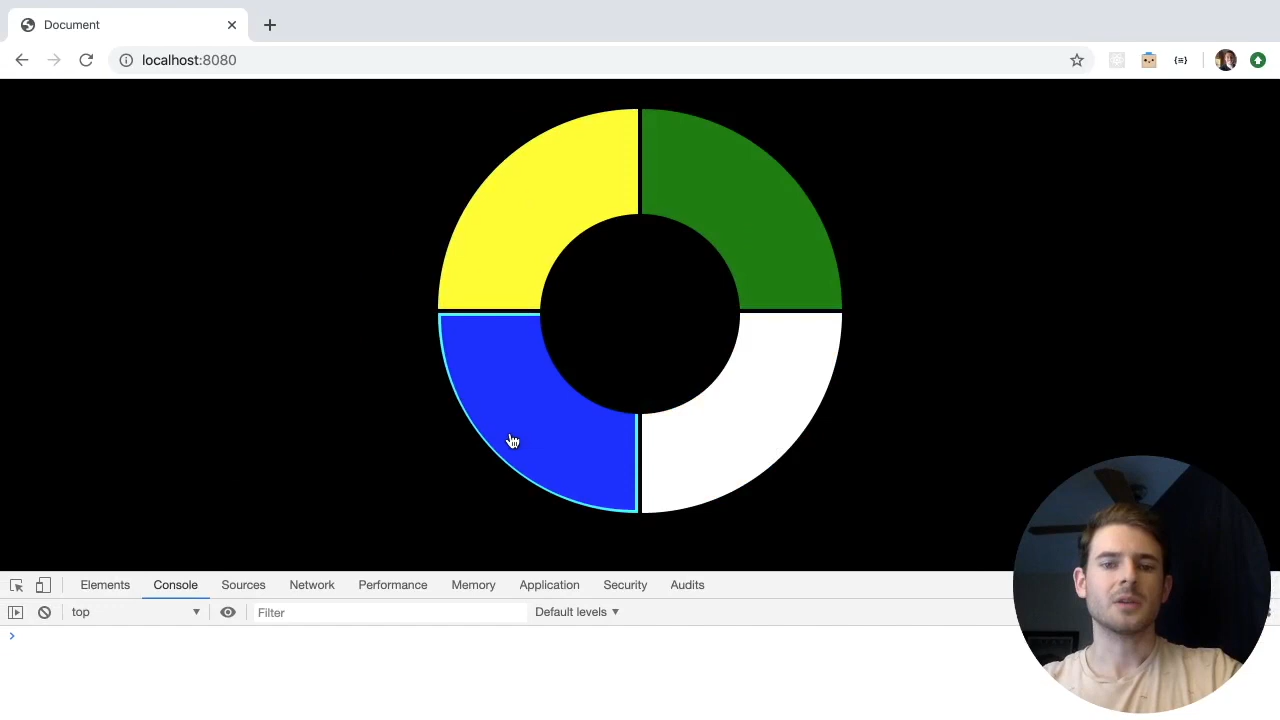 Document
localhost:8080
{=}
Elements Console Sources Network Performance Memory Application Security Audits
top ▼ Filter Default levels ▼
>